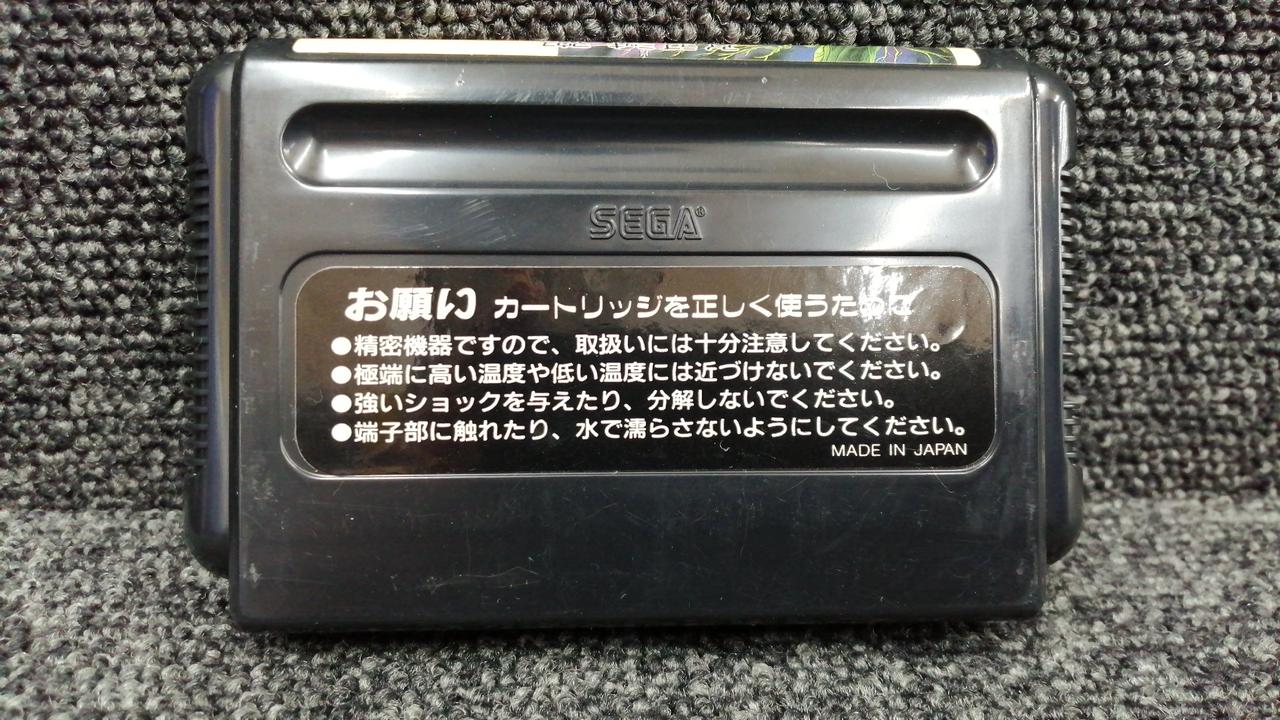 SEGA®
お願い カートリッジを正しく使うために
●精密機器ですので、取扱いには十分注意してください。
●極端に高い温度や低い温度には近づけないでください。
●強いショックを与えたり、分解しないでください。
●端子部に触れたり、水で濡らさないようにしてください。
MADE IN JAPAN